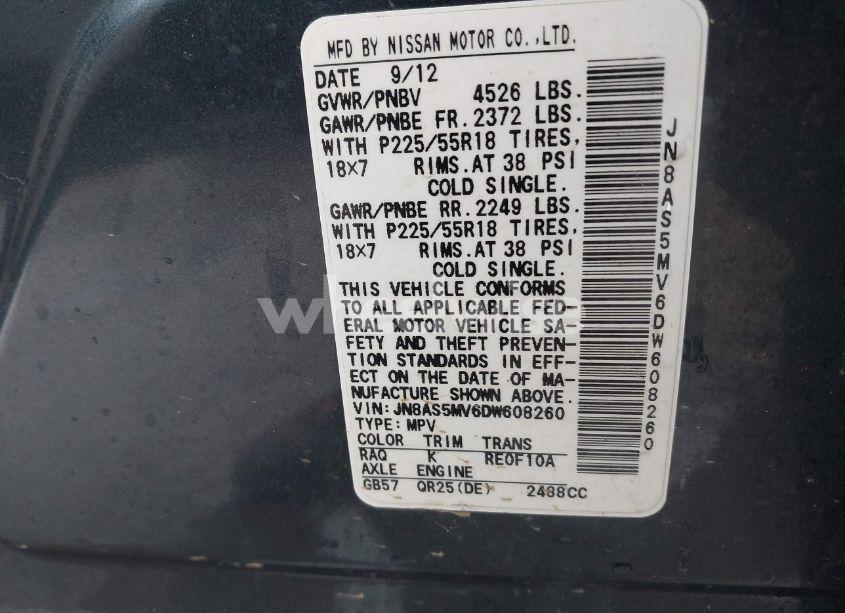 MFD BY NISSAN MOTOR CO.,LTD.
DATE 9/12
GVWR/PNBV 4526 LBS.
GAWR/PNBE FR. 2372 LBS.
WITH P225/55R18 TIRES,
18×7 RIMS.AT 38 PSI
COLD SINGLE.
GAWR/PNBE RR. 2249 LBS.
WITH P225/55R18 TIRES,
18×7 RIMS.AT 38 PSI
COLD SINGLE.
THIS VEHICLE CONFORMS
TO ALL APPLICABLE FED-
ERAL MOTOR VEHICLE SA-
FETY AND THEFT PREVEN-
TION STANDARDS IN EFF-
ECT ON THE DATE OF MA-
NUFACTURE SHOWN ABOVE.
VIN: JN8AS5MV6DW608260
TYPE: MPV
COLOR TRIM TRANS
RAQ K RE0F10A
AXLE ENGINE
GB57 QR25(DE) 2488CC
JN8AS5MV6DW608260